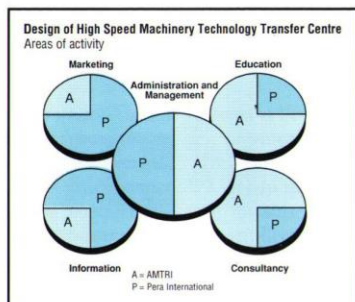 Design of High Speed Machinery Technology Transfer Centre
Areas of activity
Marketing
Administration and
Management
Education
A
P
P
A
P
A
P
A
A
P
Information
Consultancy
A = AMTRI
P = Pera International